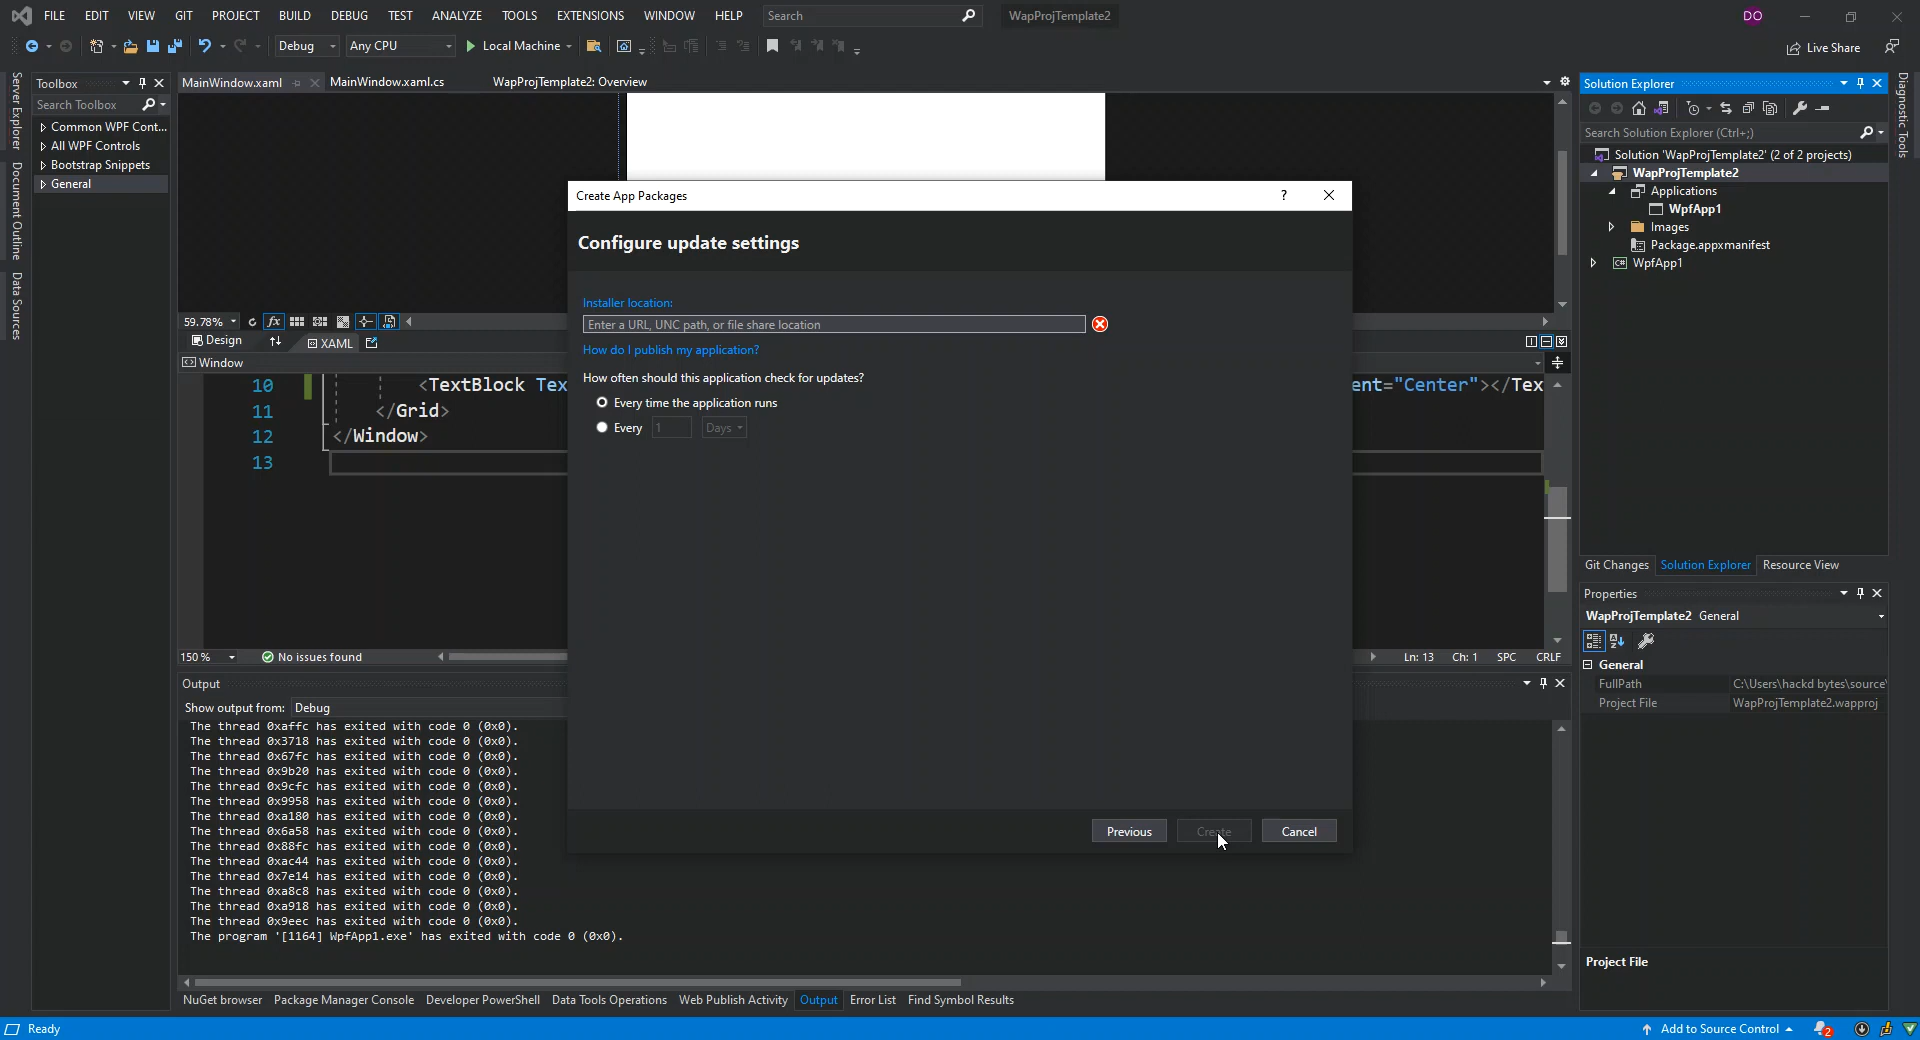 FILE EDIT VIEW GIT PROJECT BUILD DEBUG TEST ANALYZE TOOLS EXTENSIONS WINDOW HELP Search WapProjTemplate2 DO
Debug Any CPU Local Machine Live Share
Server Explorer
Document Outline
Data Sources
Toolbox
Search Toolbox
Common WPF Cont...
All WPF Controls
Bootstrap Snippets
General
MainWindow.xaml MainWindow.xaml.cs WapProjTemplate2: Overview
Create App Packages ?
Configure update settings
Installer location:
Enter a URL, UNC path, or file share location
How do I publish my application?
How often should this application check for updates?
Every time the application runs
Every 1 Days
Previous Create Cancel
59.78% fx
Design XAML
Window
10 <TextBlock Tex ent="Center"></Tex
11 </Grid>
12 </Window>
13
150 % No issues found Ln: 13 Ch: 1 SPC CRLF
Output
Show output from: Debug
The thread 0xaffc has exited with code 0 (0x0).
The thread 0x3718 has exited with code 0 (0x0).
The thread 0x67fc has exited with code 0 (0x0).
The thread 0x9b20 has exited with code 0 (0x0).
The thread 0x9cfc has exited with code 0 (0x0).
The thread 0x9958 has exited with code 0 (0x0).
The thread 0xa180 has exited with code 0 (0x0).
The thread 0x6a58 has exited with code 0 (0x0).
The thread 0x88fc has exited with code 0 (0x0).
The thread 0xac44 has exited with code 0 (0x0).
The thread 0x7e14 has exited with code 0 (0x0).
The thread 0xa8c8 has exited with code 0 (0x0).
The thread 0xa918 has exited with code 0 (0x0).
The thread 0x9eec has exited with code 0 (0x0).
The program '[1164] WpfApp1.exe' has exited with code 0 (0x0).
NuGet browser Package Manager Console Developer PowerShell Data Tools Operations Web Publish Activity Output Error List Find Symbol Results
Solution Explorer
Search Solution Explorer (Ctrl+;)
Solution 'WapProjTemplate2' (2 of 2 projects)
WapProjTemplate2
Applications
WpfApp1
Images
Package.appxmanifest
C# WpfApp1
Git Changes Solution Explorer Resource View
Properties
WapProjTemplate2 General
General
FullPath C:\Users\hackd bytes\source\
Project File WapProjTemplate2.wapproj
Project File
Diagnostic Tools
Ready Add to Source Control 2